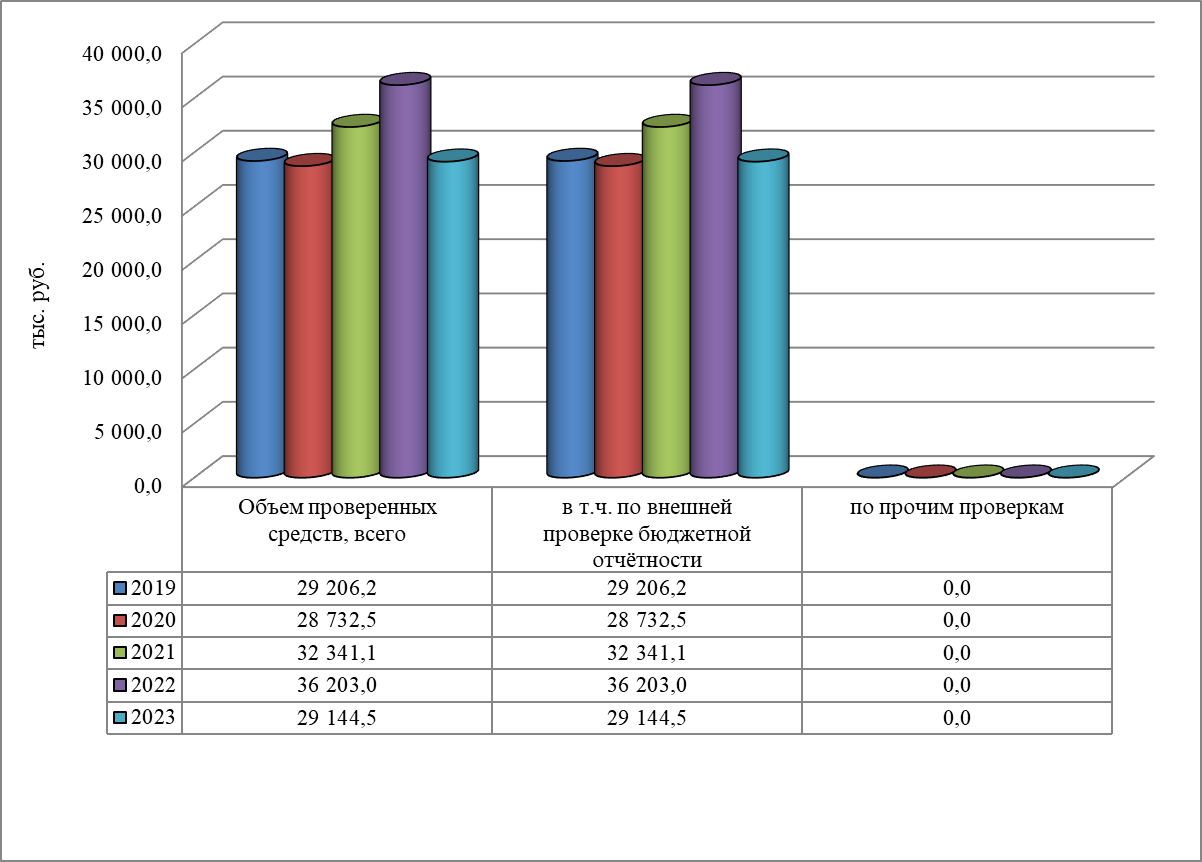 40 000,0
35 000,0
30 000,0
25 000,0
20 000,0
15 000,0
10 000,0
5 000,0
0,0
тыс. руб.
Объем проверенных
средств, всего
в т.ч. по внешней
проверке бюджетной
отчётности
по прочим проверкам
2019 29 206,2 29 206,2 0,0
2020 28 732,5 28 732,5 0,0
2021 32 341,1 32 341,1 0,0
2022 36 203,0 36 203,0 0,0
2023 29 144,5 29 144,5 0,0